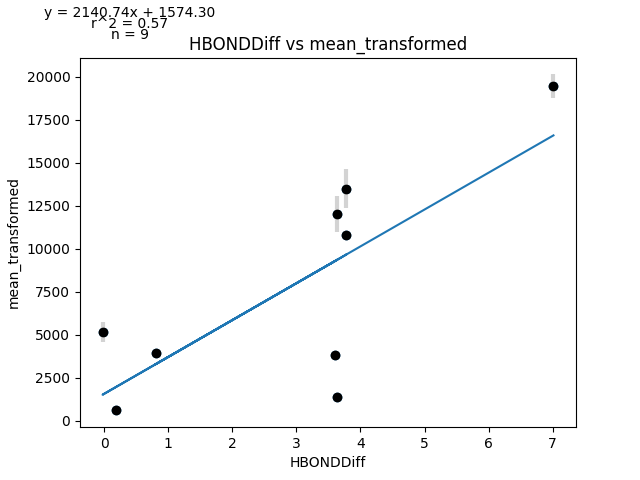 y = 2140.74x + 1574.30
r^2 = 0.57
n = 9
HBONDDiff vs mean_transformed
20000
17500
15000
12500
10000
7500
5000
2500
0
mean_transformed
0 1 2 3 4 5 6 7
HBONDDiff